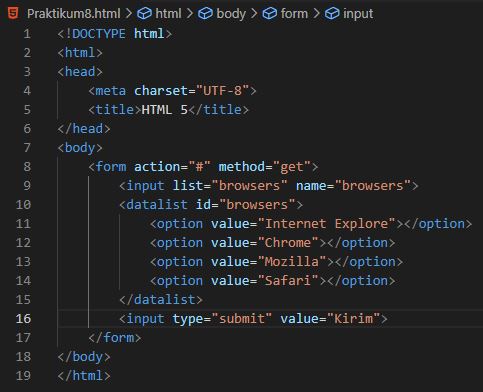 Praktikum8.html > html > body > form > input
1 <!DOCTYPE html>
2 <html>
3 <head>
4     <meta charset="UTF-8">
5     <title>HTML 5</title>
6 </head>
7 <body>
8     <form action="#" method="get">
9         <input list="browsers" name="browsers">
10         <datalist id="browsers">
11             <option value="Internet Explore"></option>
12             <option value="Chrome"></option>
13             <option value="Mozilla"></option>
14             <option value="Safari"></option>
15         </datalist>
16         <input type="submit" value="Kirim">
17     </form>
18 </body>
19 </html>